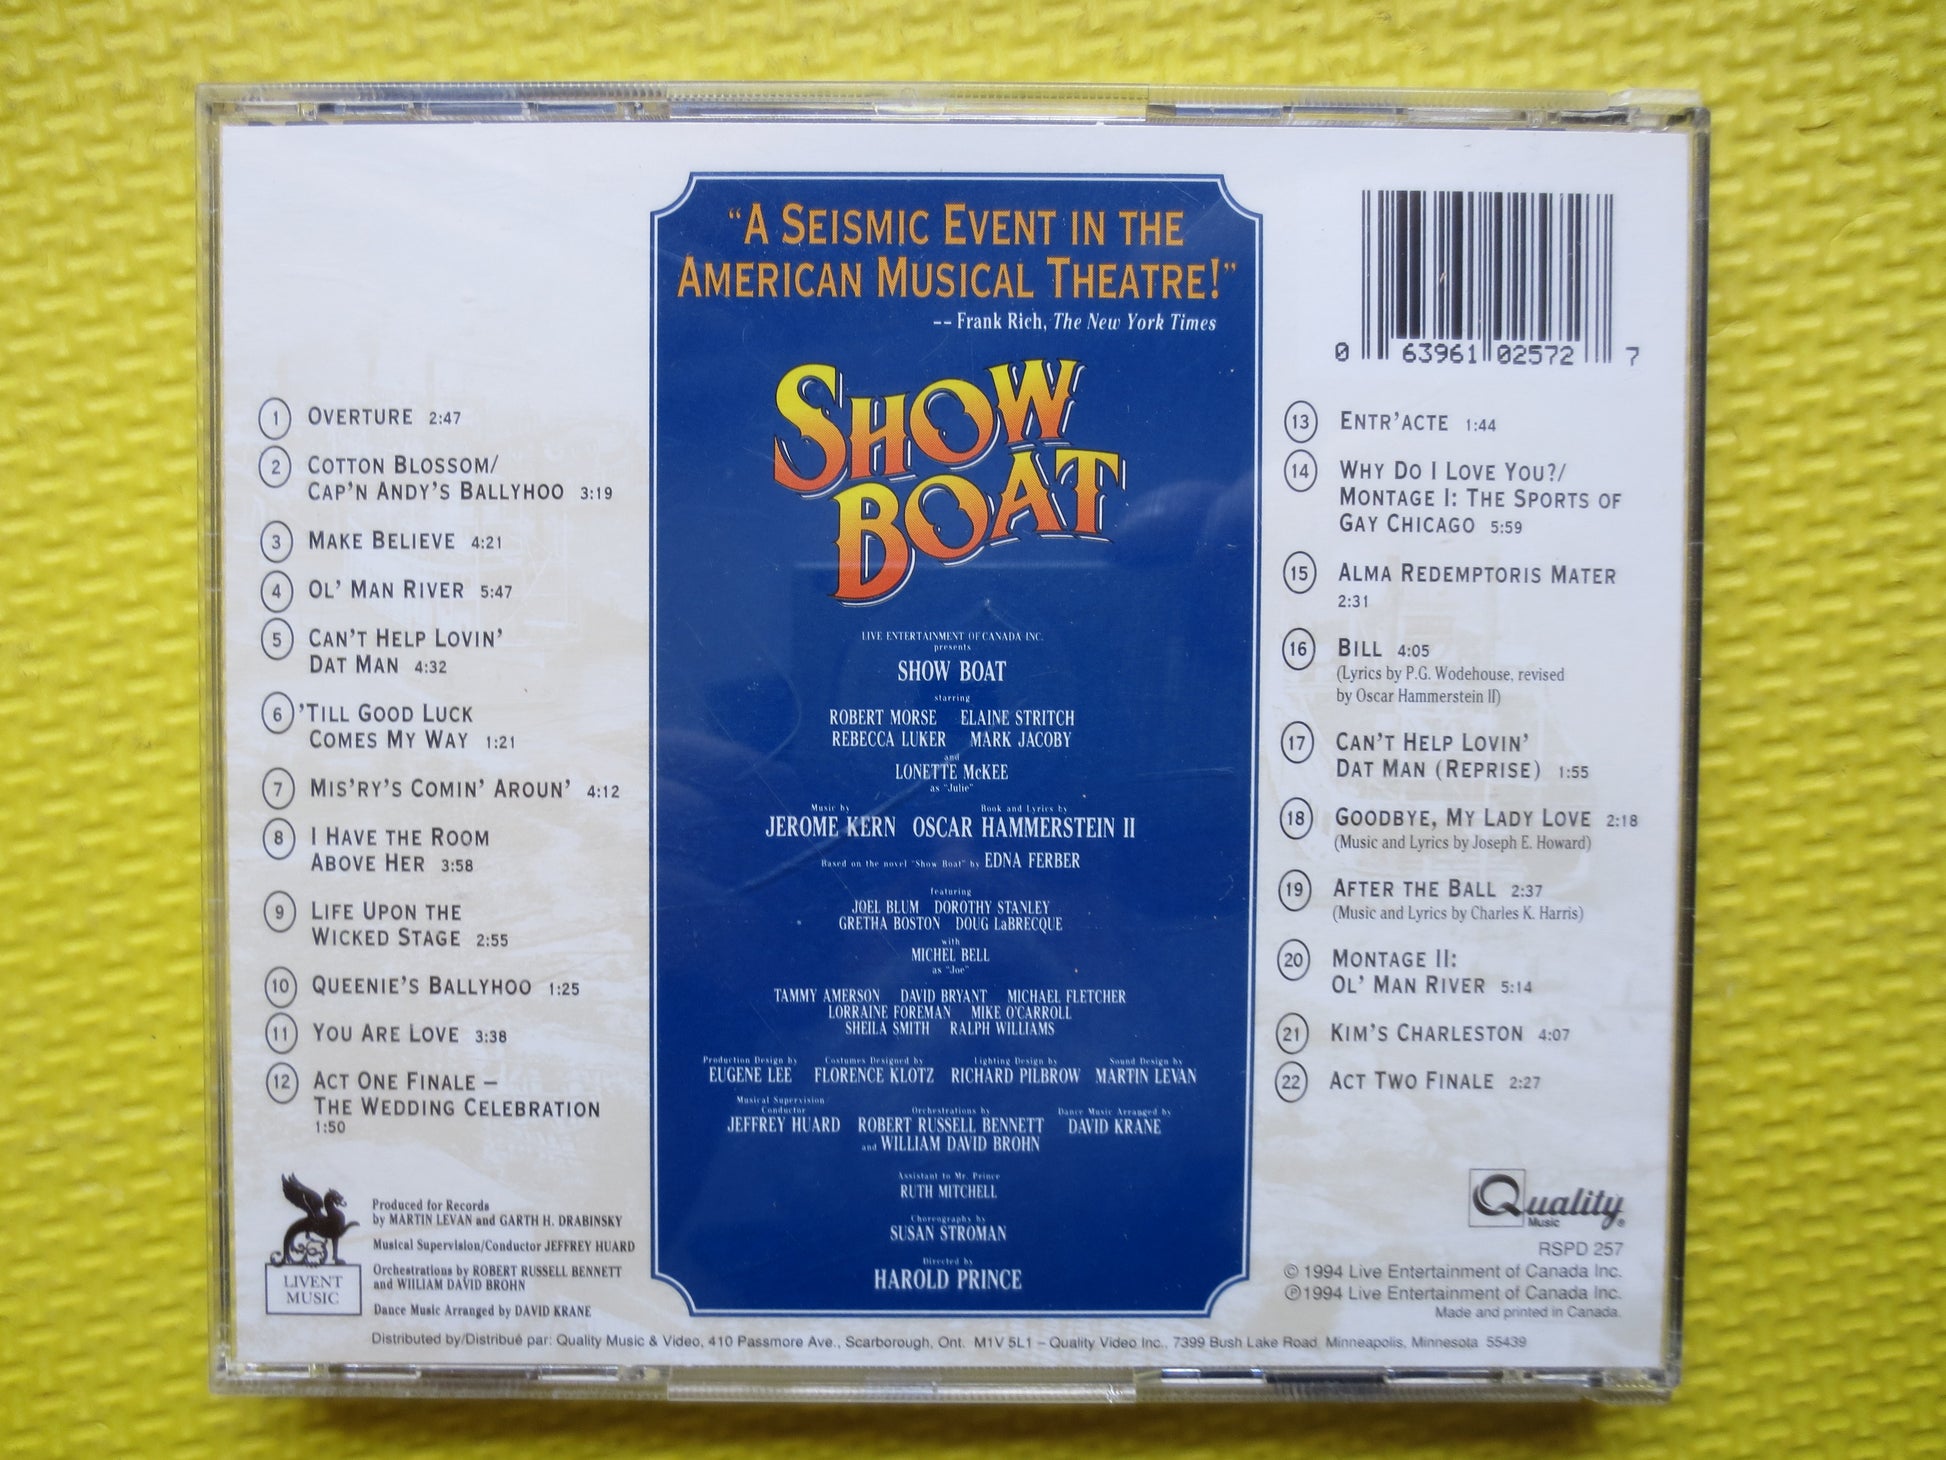 "A Seismic Event in the
American Musical Theatre!"
-- Frank Rich, The New York Times
SHOW
BOAT
LIVE ENTERTAINMENT OF CANADA INC.
presents
SHOW BOAT
starring
ROBERT MORSE ELAINE STRITCH
REBECCA LUKER MARK JACOBY
and
LONETTE McKEE
as "Julie"
Music by Book and Lyrics by
JEROME KERN OSCAR HAMMERSTEIN II
Based on the novel "Show Boat" by EDNA FERBER
featuring
JOEL BLUM DOROTHY STANLEY
GRETHA BOSTON DOUG LaBRECQUE
with
MICHEL BELL
as "Joe"
TAMMY AMERSON DAVID BRYANT MICHAEL FLETCHER
LORRAINE FOREMAN MIKE O'CARROLL
SHEILA SMITH RALPH WILLIAMS
Production Design by Costumes Designed by Lighting Design by Sound Design by
EUGENE LEE FLORENCE KLOTZ RICHARD PILBROW MARTIN LEVAN
Musical Supervision
Conductor Orchestrations by Dance Music Arranged by
JEFFREY HUARD ROBERT RUSSELL BENNETT DAVID KRANE
and WILLIAM DAVID BROHN
Assistant to Mr. Prince
RUTH MITCHELL
Choreography by
SUSAN STROMAN
Directed by
HAROLD PRINCE
1 Overture 2:47
2 Cotton Blossom/
Cap'n Andy's Ballyhoo 3:19
3 Make Believe 4:21
4 Ol' Man River 5:47
5 Can't Help Lovin'
Dat Man 4:32
6 'Till Good Luck
Comes My Way 1:21
7 Mis'ry's Comin' Aroun' 4:12
8 I Have the Room
Above Her 3:58
9 Life Upon the
Wicked Stage 2:55
10 Queenie's Ballyhoo 1:25
11 You Are Love 3:38
12 Act One Finale –
The Wedding Celebration
1:50
0 63961 02572 7
13 Entr'acte 1:44
14 Why Do I Love You?/
Montage I: The Sports of
Gay Chicago 5:59
15 Alma Redemptoris Mater
2:31
16 Bill 4:05
(Lyrics by P.G. Wodehouse, revised
by Oscar Hammerstein II)
17 Can't Help Lovin'
Dat Man (Reprise) 1:55
18 Goodbye, My Lady Love 2:18
(Music and Lyrics by Joseph E. Howard)
19 After the Ball 2:37
(Music and Lyrics by Charles K. Harris)
20 Montage II:
Ol' Man River 5:14
21 Kim's Charleston 4:07
22 Act Two Finale 2:27
LIVENT
MUSIC
Produced for Records
by MARTIN LEVAN and GARTH H. DRABINSKY
Musical Supervision/Conductor JEFFREY HUARD
Orchestrations by ROBERT RUSSELL BENNETT
and WILLIAM DAVID BROHN
Dance Music Arranged by DAVID KRANE
Quality
Music ®
RSPD 257
© 1994 Live Entertainment of Canada Inc.
℗1994 Live Entertainment of Canada Inc.
Made and printed in Canada.
Distributed by/Distribué par: Quality Music & Video, 410 Passmore Ave., Scarborough, Ont. M1V 5L1 – Quality Video Inc., 7399 Bush Lake Road, Minneapolis, Minnesota 55439